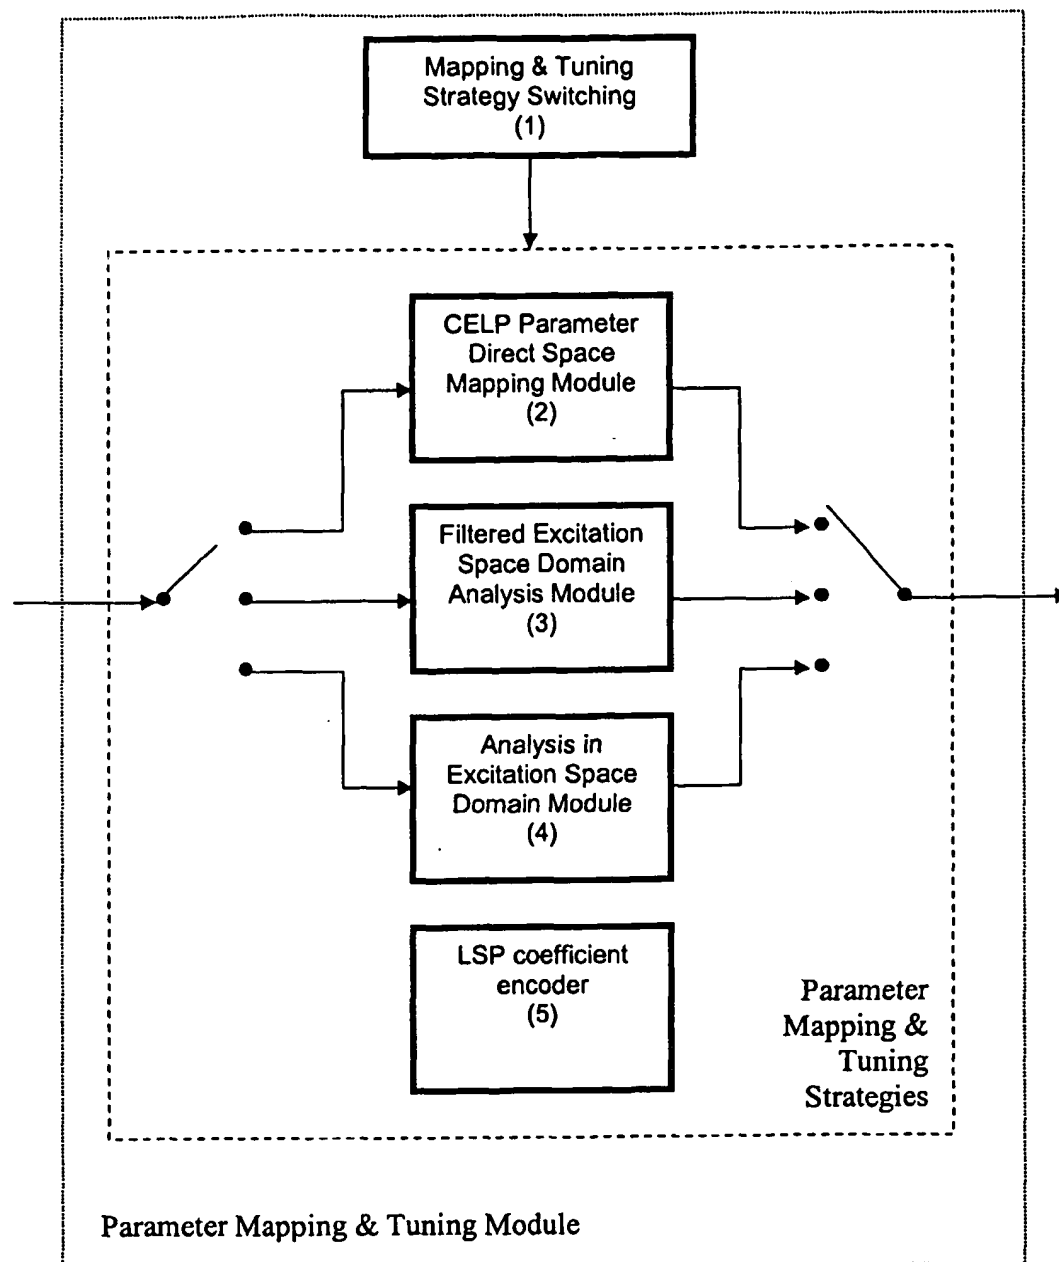 Mapping & Tuning
Strategy Switching
(1)
CELP Parameter
Direct Space
Mapping Module
(2)
Filtered Excitation
Space Domain
Analysis Module
(3)
Analysis in
Excitation Space
Domain Module
(4)
LSP coefficient
encoder
(5)
Parameter
Mapping &
Tuning
Strategies
Parameter Mapping & Tuning Module